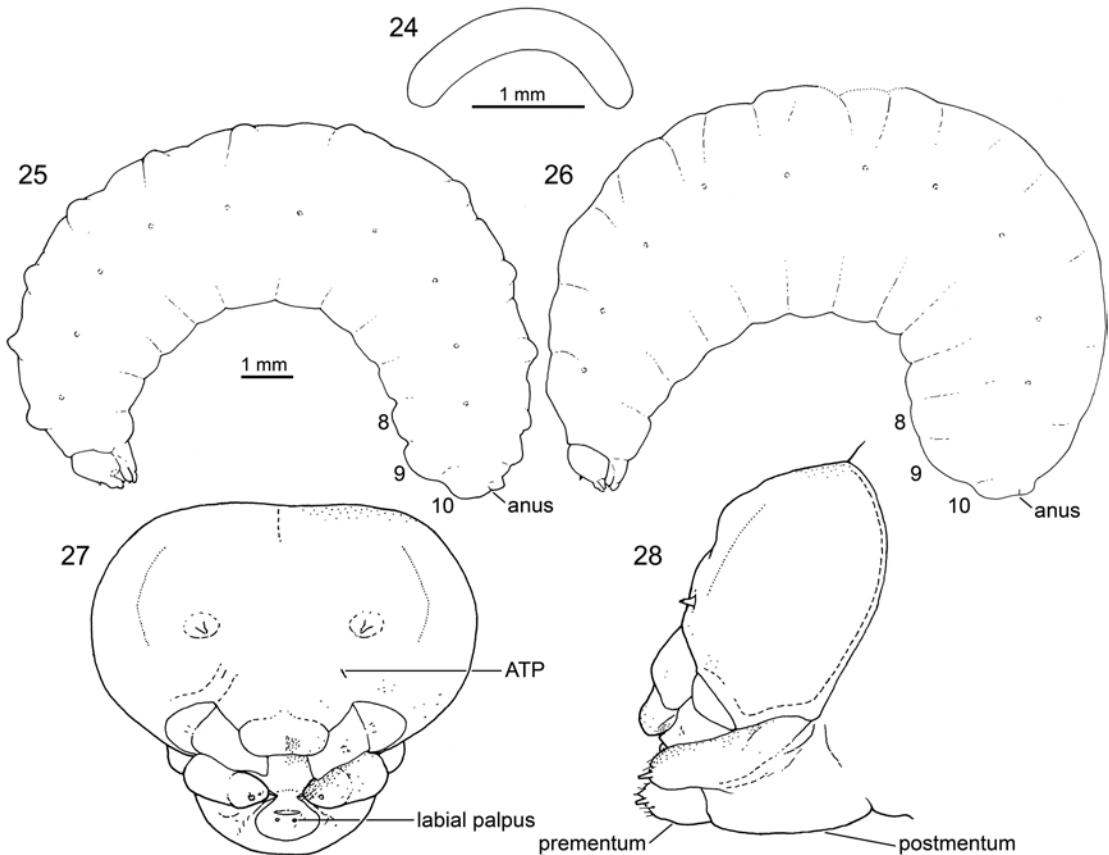 24
1 mm
25
26
1 mm
8
9
10
anus
8
9
10
anus
27
28
ATP
labial palpus
prementum
postmentum